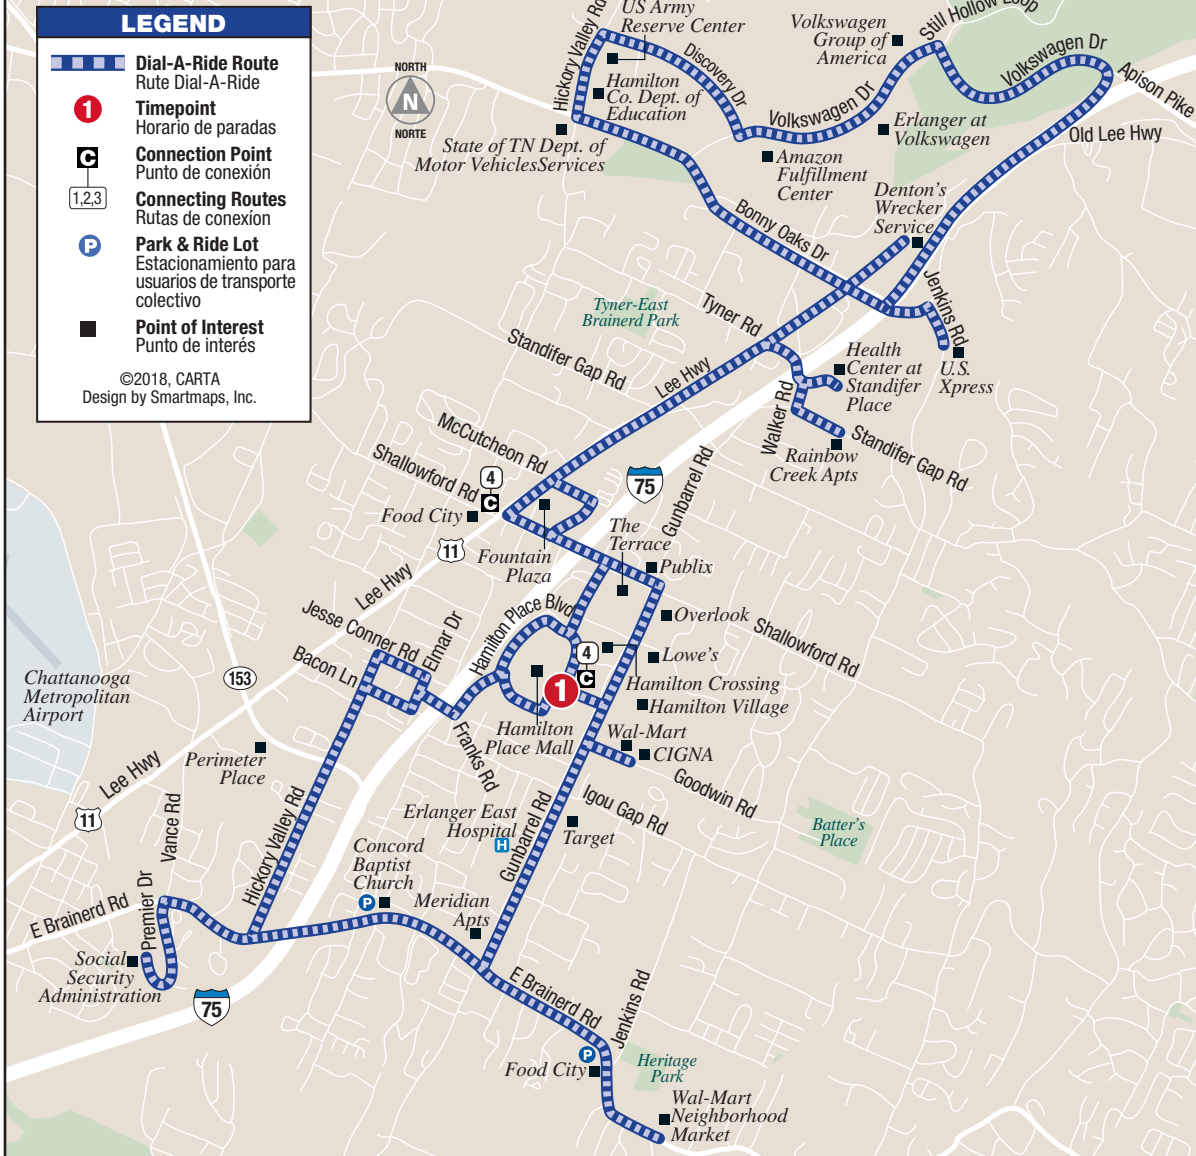 LEGEND
Dial-A-Ride Route
Rute Dial-A-Ride
1
Timepoint
Horario de paradas
C
Connection Point
Punto de conexión
1,2,3
Connecting Routes
Rutas de conexíon
P
Park & Ride Lot
Estacionamiento para
usuarios de transporte
colectivo
Point of Interest
Punto de interés
©2018, CARTA
Design by Smartmaps, Inc.
NORTH
N
NORTE
Hickory Valley Rd
US Army
Reserve Center
Hamilton
Co. Dept. of
Education
Discovery Dr
Volkswagen
Group of
America
Still Hollow Loop
Volkswagen Dr
Volkswagen Dr
Apison Pike
Old Lee Hwy
Erlanger at
Volkswagen
State of TN Dept. of
Motor VehiclesServices
Amazon
Fulfillment
Center
Denton's
Wrecker
Service
Bonny Oaks Dr
Jenkins Rd
Tyner-East
Brainerd Park
Tyner Rd
Standifer Gap Rd
Lee Hwy
Health
Center at
Standifer
Place
U.S.
Xpress
Walker Rd
Rainbow
Creek Apts
Standifer Gap Rd
McCutcheon Rd
Shallowford Rd
4
C
Food City
75
Gunbarrel Rd
11
Fountain
Plaza
The
Terrace
Publix
Lee Hwy
Hamilton Place Blvd
Overlook
Shallowford Rd
Jesse Conner Rd
Elmar Dr
Bacon Ln
4
C
Lowe's
Hamilton Crossing
1
Hamilton Village
153
Chattanooga
Metropolitan
Airport
Hamilton
Place Mall
Wal-Mart
CIGNA
Franks Rd
Goodwin Rd
Perimeter
Place
Lee Hwy
11
Vance Rd
Hickory Valley Rd
Erlanger East
Hospital
H
Gunbarrel Rd
Igou Gap Rd
Target
Batter's
Place
Concord
Baptist
Church
P
Meridian
Apts
E Brainerd Rd
Premier Dr
Social
Security
Administration
75
E Brainerd Rd
Jenkins Rd
P
Food City
Heritage
Park
Wal-Mart
Neighborhood
Market